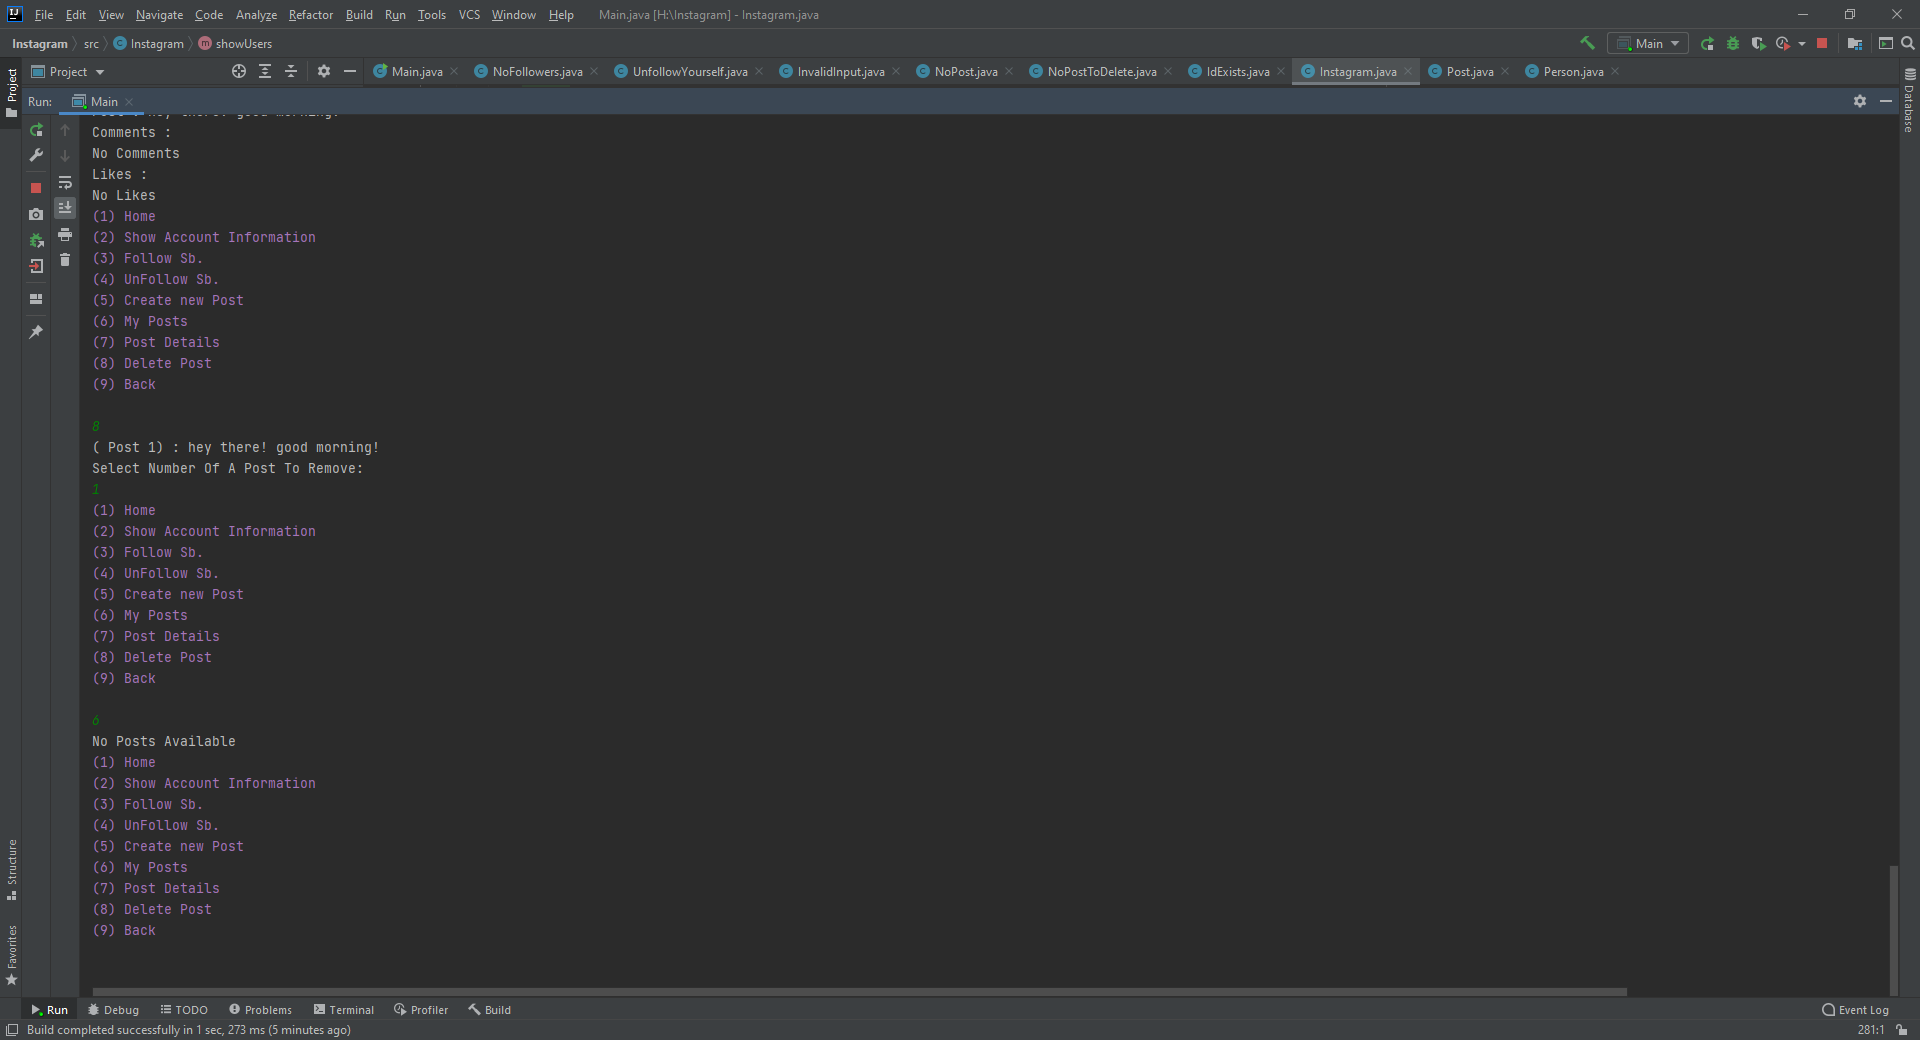 IJ File Edit View Navigate Code Analyze Refactor Build Run Tools VCS Window Help Main.java [H:\Instagram] - Instagram.java
Instagram src Instagram showUsers Main
Project Main.java NoFollowers.java UnfollowYourself.java InvalidInput.java NoPost.java NoPostToDelete.java IdExists.java Instagram.java Post.java Person.java
Project
Database
Run: Main
Comments :
No Comments
Likes :
No Likes
(1) Home
(2) Show Account Information
(3) Follow Sb.
(4) UnFollow Sb.
(5) Create new Post
(6) My Posts
(7) Post Details
(8) Delete Post
(9) Back
8
( Post 1) : hey there! good morning!
Select Number Of A Post To Remove:
1
(1) Home
(2) Show Account Information
(3) Follow Sb.
(4) UnFollow Sb.
(5) Create new Post
(6) My Posts
(7) Post Details
(8) Delete Post
(9) Back
6
No Posts Available
(1) Home
(2) Show Account Information
(3) Follow Sb.
(4) UnFollow Sb.
(5) Create new Post
(6) My Posts
(7) Post Details
(8) Delete Post
(9) Back
Structure
Favorites
Run Debug TODO Problems Terminal Profiler Build Event Log
Build completed successfully in 1 sec, 273 ms (5 minutes ago) 281:1